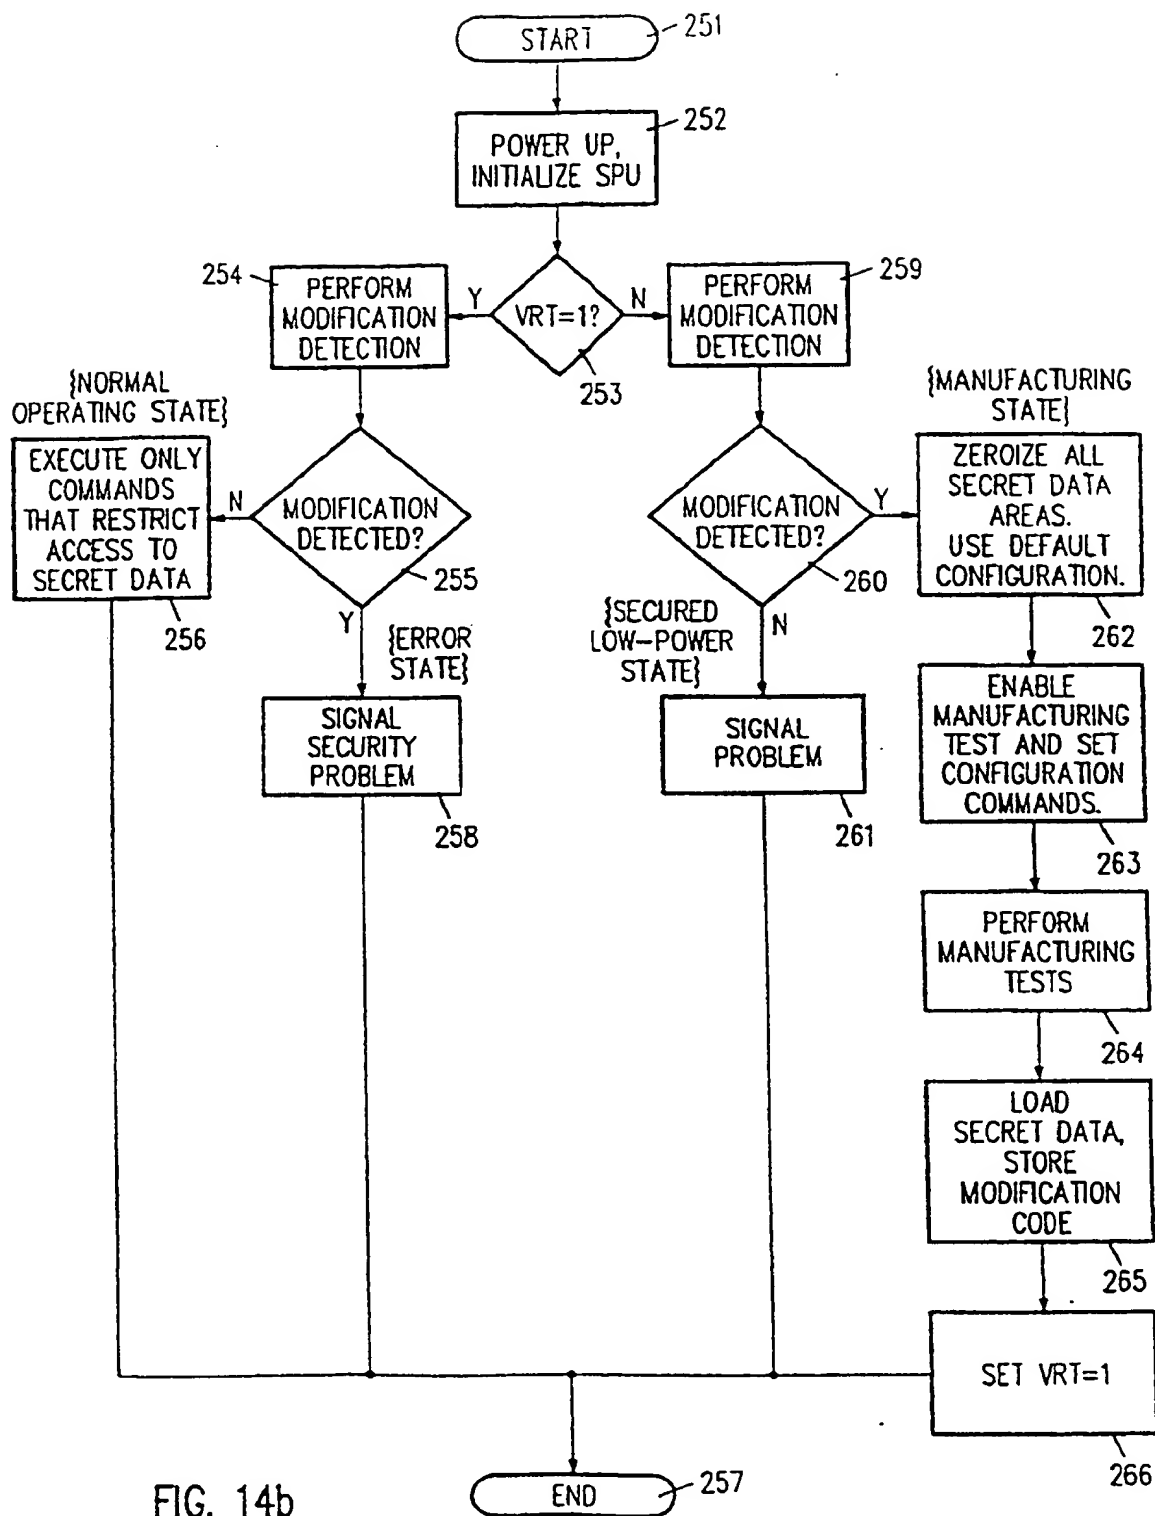 START
251
POWER UP,
INITIALIZE SPU
252
254
PERFORM
MODIFICATION
DETECTION
Y
VRT=1?
253
N
PERFORM
MODIFICATION
DETECTION
259
{NORMAL
OPERATING STATE}
EXECUTE ONLY
COMMANDS
THAT RESTRICT
ACCESS TO
SECRET DATA
256
N
MODIFICATION
DETECTED?
255
Y
{ERROR
STATE}
SIGNAL
SECURITY
PROBLEM
258
MODIFICATION
DETECTED?
260
Y
N
{SECURED
LOW-POWER
STATE}
SIGNAL
PROBLEM
261
{MANUFACTURING
STATE}
ZEROIZE ALL
SECRET DATA
AREAS.
USE DEFAULT
CONFIGURATION.
262
ENABLE
MANUFACTURING
TEST AND SET
CONFIGURATION
COMMANDS.
263
PERFORM
MANUFACTURING
TESTS
264
LOAD
SECRET DATA,
STORE
MODIFICATION
CODE
265
SET VRT=1
266
END
257
FIG. 14b